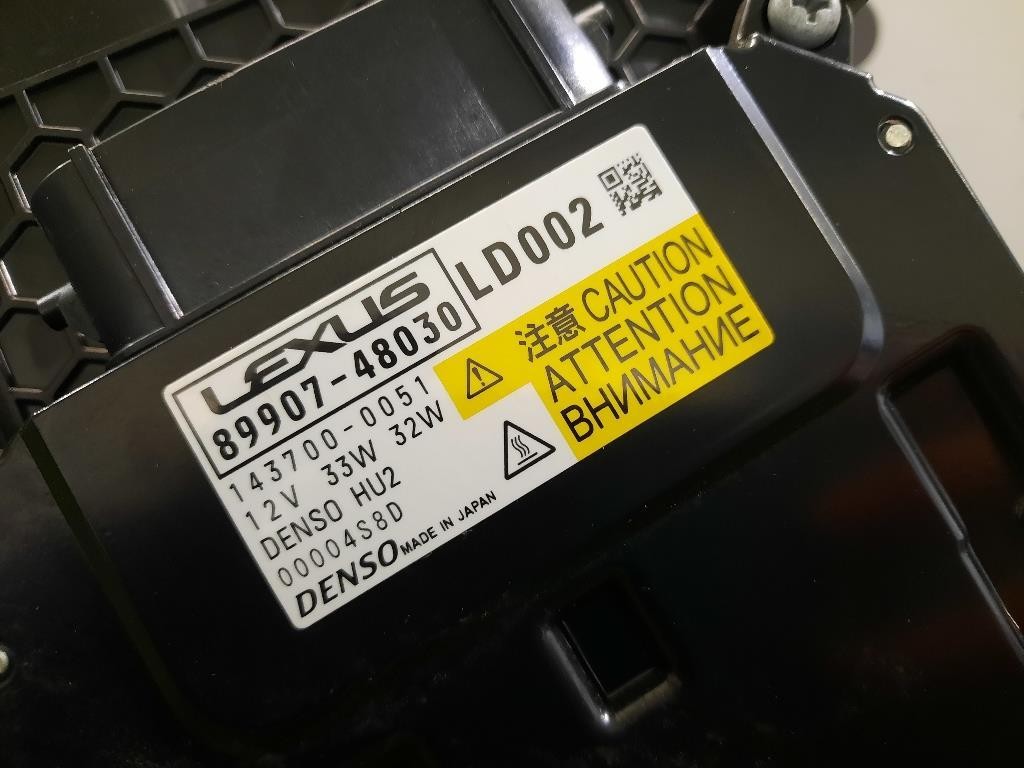 LEXUS
89907-48030
LD002
143700-0051
12V 33W 32W
DENSO HU2
00004S8D
DENSO MADE IN JAPAN
注意 CAUTION
ATTENTION
ВНИМАНИЕ